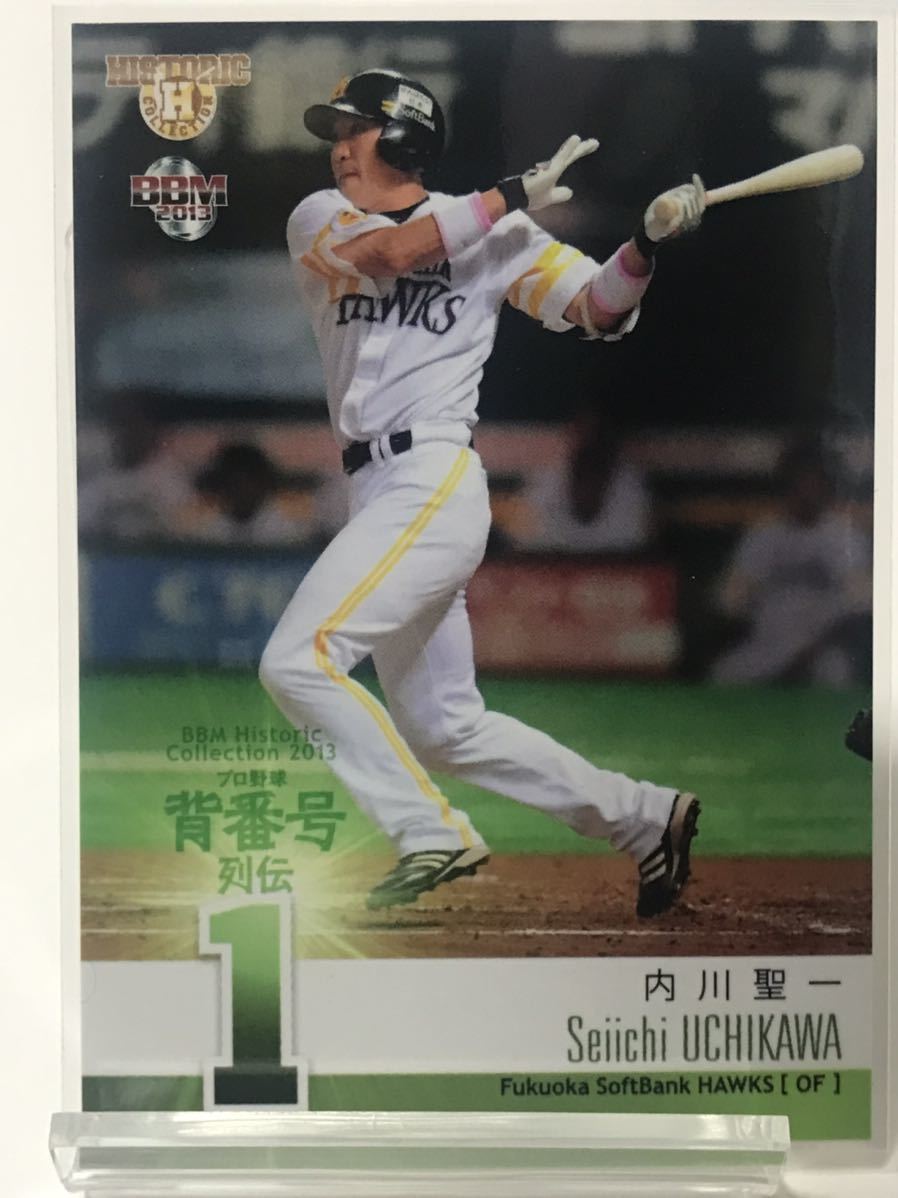 HISTORIC
H
COLLECTION
BBM
2013
H
SoftBank
HAWKS
BBM Historic
Collection 2013
プロ野球
背番号
列伝
1
内川聖一
Seiichi UCHIKAWA
Fukuoka SoftBank HAWKS [ OF ]